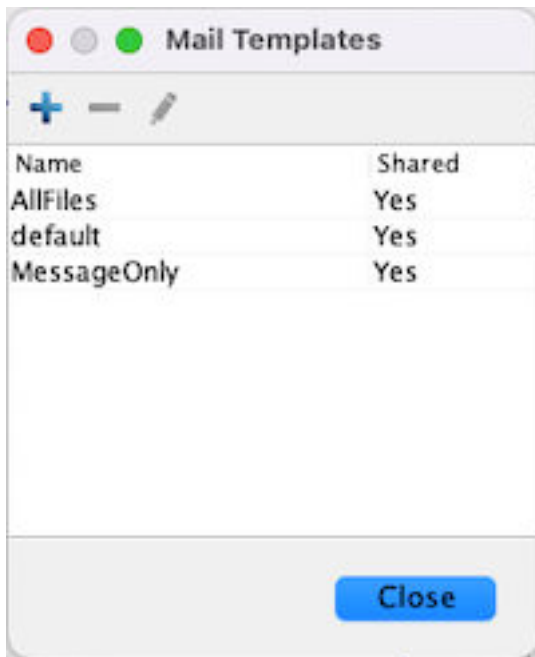 Mail Templates
Name Shared
AllFiles Yes
default Yes
MessageOnly Yes
Close